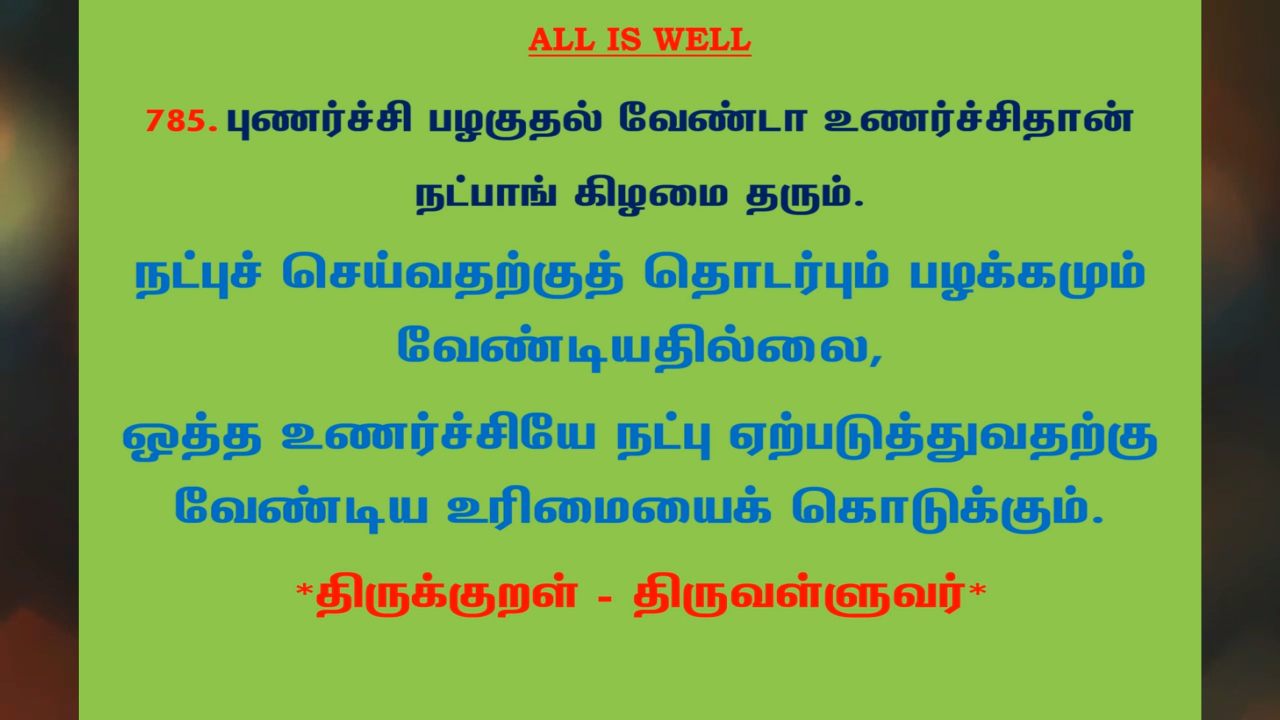 ALL IS WELL
785. புணர்ச்சி பழகுதல் வேண்டா உணர்ச்சிதான்
நட்பாங் கிழமை தரும்.
நட்புச் செய்வதற்குத் தொடர்பும் பழக்கமும்
வேண்டியதில்லை,
ஒத்த உணர்ச்சியே நட்பு ஏற்படுத்துவதற்கு
வேண்டிய உரிமையைக் கொடுக்கும்.
*திருக்குறள் - திருவள்ளுவர்*